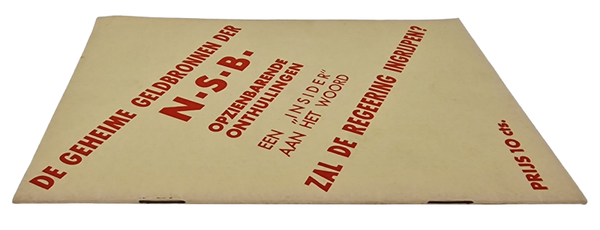 DE GEHEIME GELDBRONNEN DER
N-S-B-
OPZIENBARENDE
ONTHULLINGEN
EEN „INSIDER"
AAN HET WOORD
ZAL DE REGEERING INGRIJPEN?
PRIJS 10 cts.